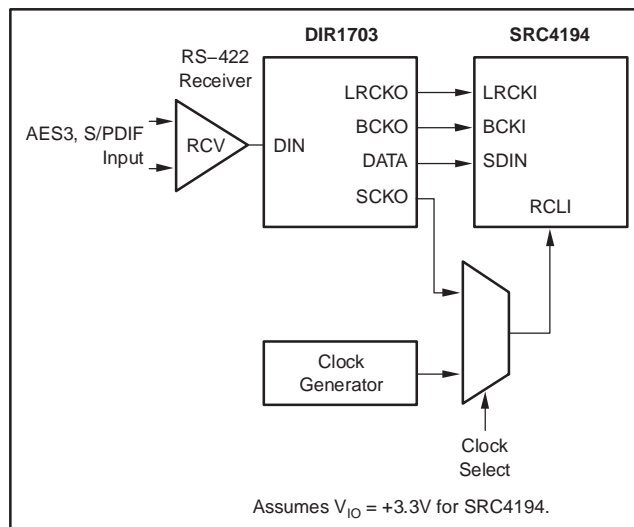 DIR1703
SRC4194
RS−422
Receiver
AES3, S/PDIF
Input
RCV
DIN
LRCKO
BCKO
DATA
SCKO
LRCKI
BCKI
SDIN
RCLI
Clock
Generator
Clock
Select
Assumes V_IO = +3.3V for SRC4194.